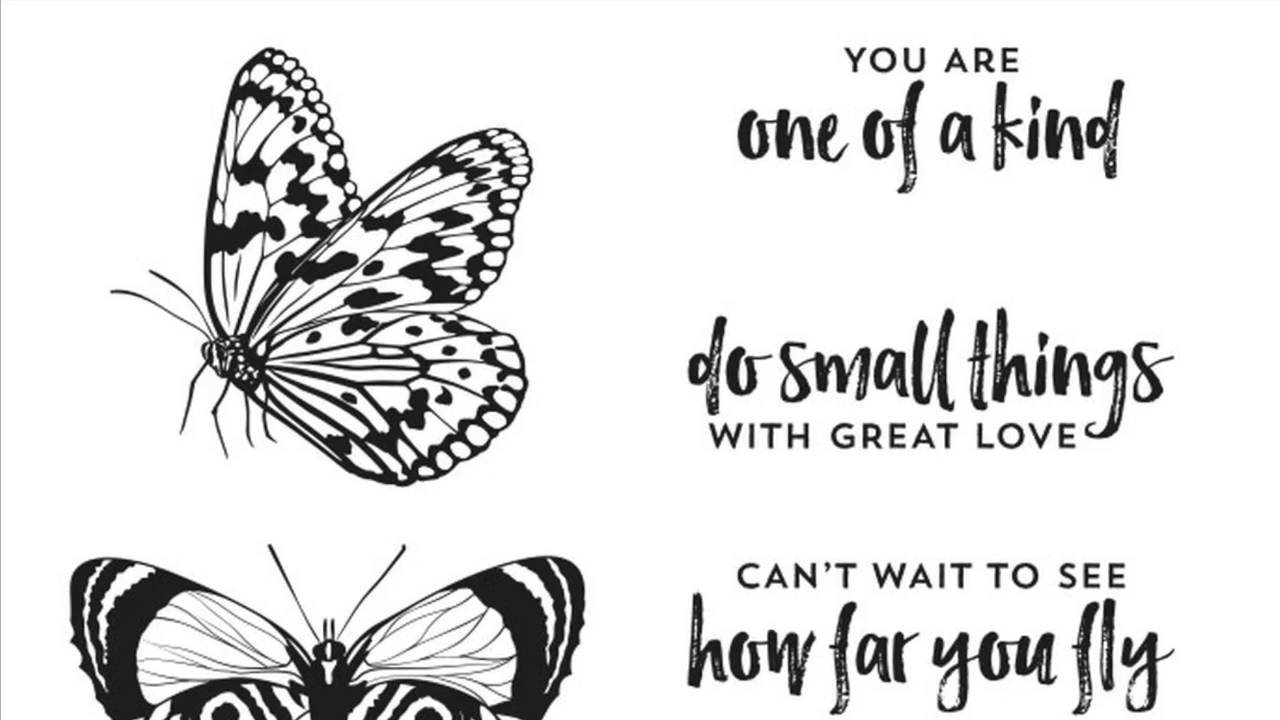 YOU ARE
one of a kind
do small things
WITH GREAT LOVE
CAN'T WAIT TO SEE
how far you fly